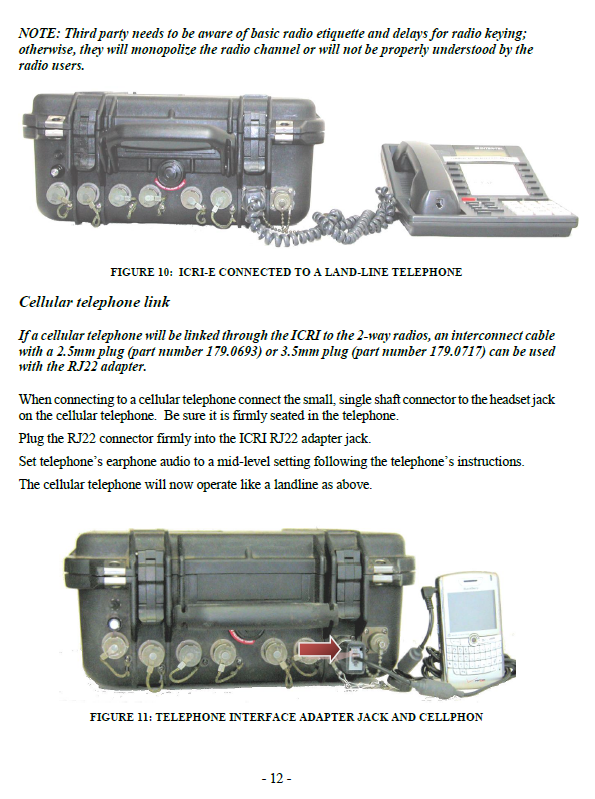 NOTE: Third party needs to be aware of basic radio etiquette and delays for radio keying;
otherwise, they will monopolize the radio channel or will not be properly understood by the
radio users.
FIGURE 10: ICRI-E CONNECTED TO A LAND-LINE TELEPHONE
Cellular telephone link
If a cellular telephone will be linked through the ICRI to the 2-way radios, an interconnect cable
with a 2.5mm plug (part number 179.0693) or 3.5mm plug (part number 179.0717) can be used
with the RJ22 adapter.
When connecting to a cellular telephone connect the small, single shaft connector to the headset jack
on the cellular telephone. Be sure it is firmly seated in the telephone.
Plug the RJ22 connector firmly into the ICRI RJ22 adapter jack.
Set telephone's earphone audio to a mid-level setting following the telephone's instructions.
The cellular telephone will now operate like a landline as above.
FIGURE 11: TELEPHONE INTERFACE ADAPTER JACK AND CELLPHON
- 12 -